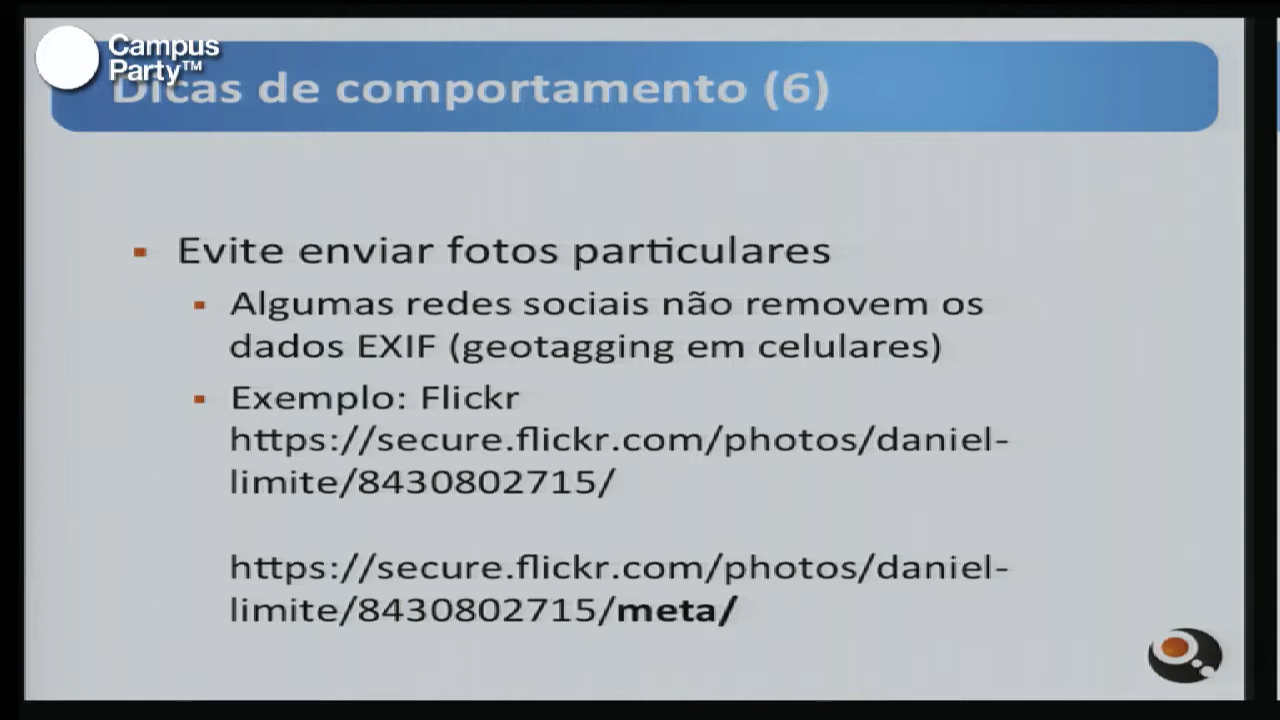 Campus
Party™
Dicas de comportamento (6)
Evite enviar fotos particulares
Algumas redes sociais não removem os
dados EXIF (geotagging em celulares)
Exemplo: Flickr
https://secure.flickr.com/photos/daniel-
limite/8430802715/
https://secure.flickr.com/photos/daniel-
limite/8430802715/meta/